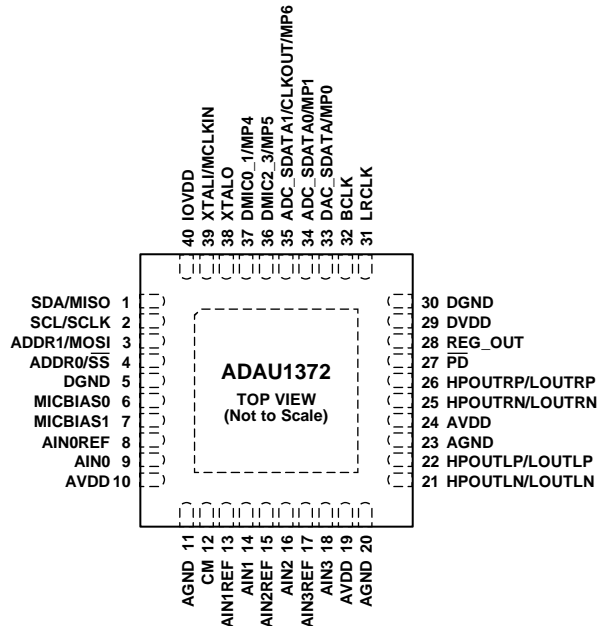 40 IOVDD
39 XTALI/MCLKIN
38 XTALO
37 DMIC0_1/MP4
36 DMIC2_3/MP5
35 ADC_SDATA1/CLKOUT/MP6
34 ADC_SDATA0/MP1
33 DAC_SDATA/MP0
32 BCLK
31 LRCLK
SDA/MISO 1
SCL/SCLK 2
ADDR1/MOSI 3
ADDR0/SS 4
DGND 5
MICBIAS0 6
MICBIAS1 7
AIN0REF 8
AIN0 9
AVDD 10
ADAU1372
TOP VIEW
(Not to Scale)
30 DGND
29 DVDD
28 REG_OUT
27 PD
26 HPOUTRP/LOUTRP
25 HPOUTRN/LOUTRN
24 AVDD
23 AGND
22 HPOUTLP/LOUTLP
21 HPOUTLN/LOUTLN
AGND 11
CM 12
AIN1REF 13
AIN1 14
AIN2REF 15
AIN2 16
AIN3REF 17
AIN3 18
AVDD 19
AGND 20